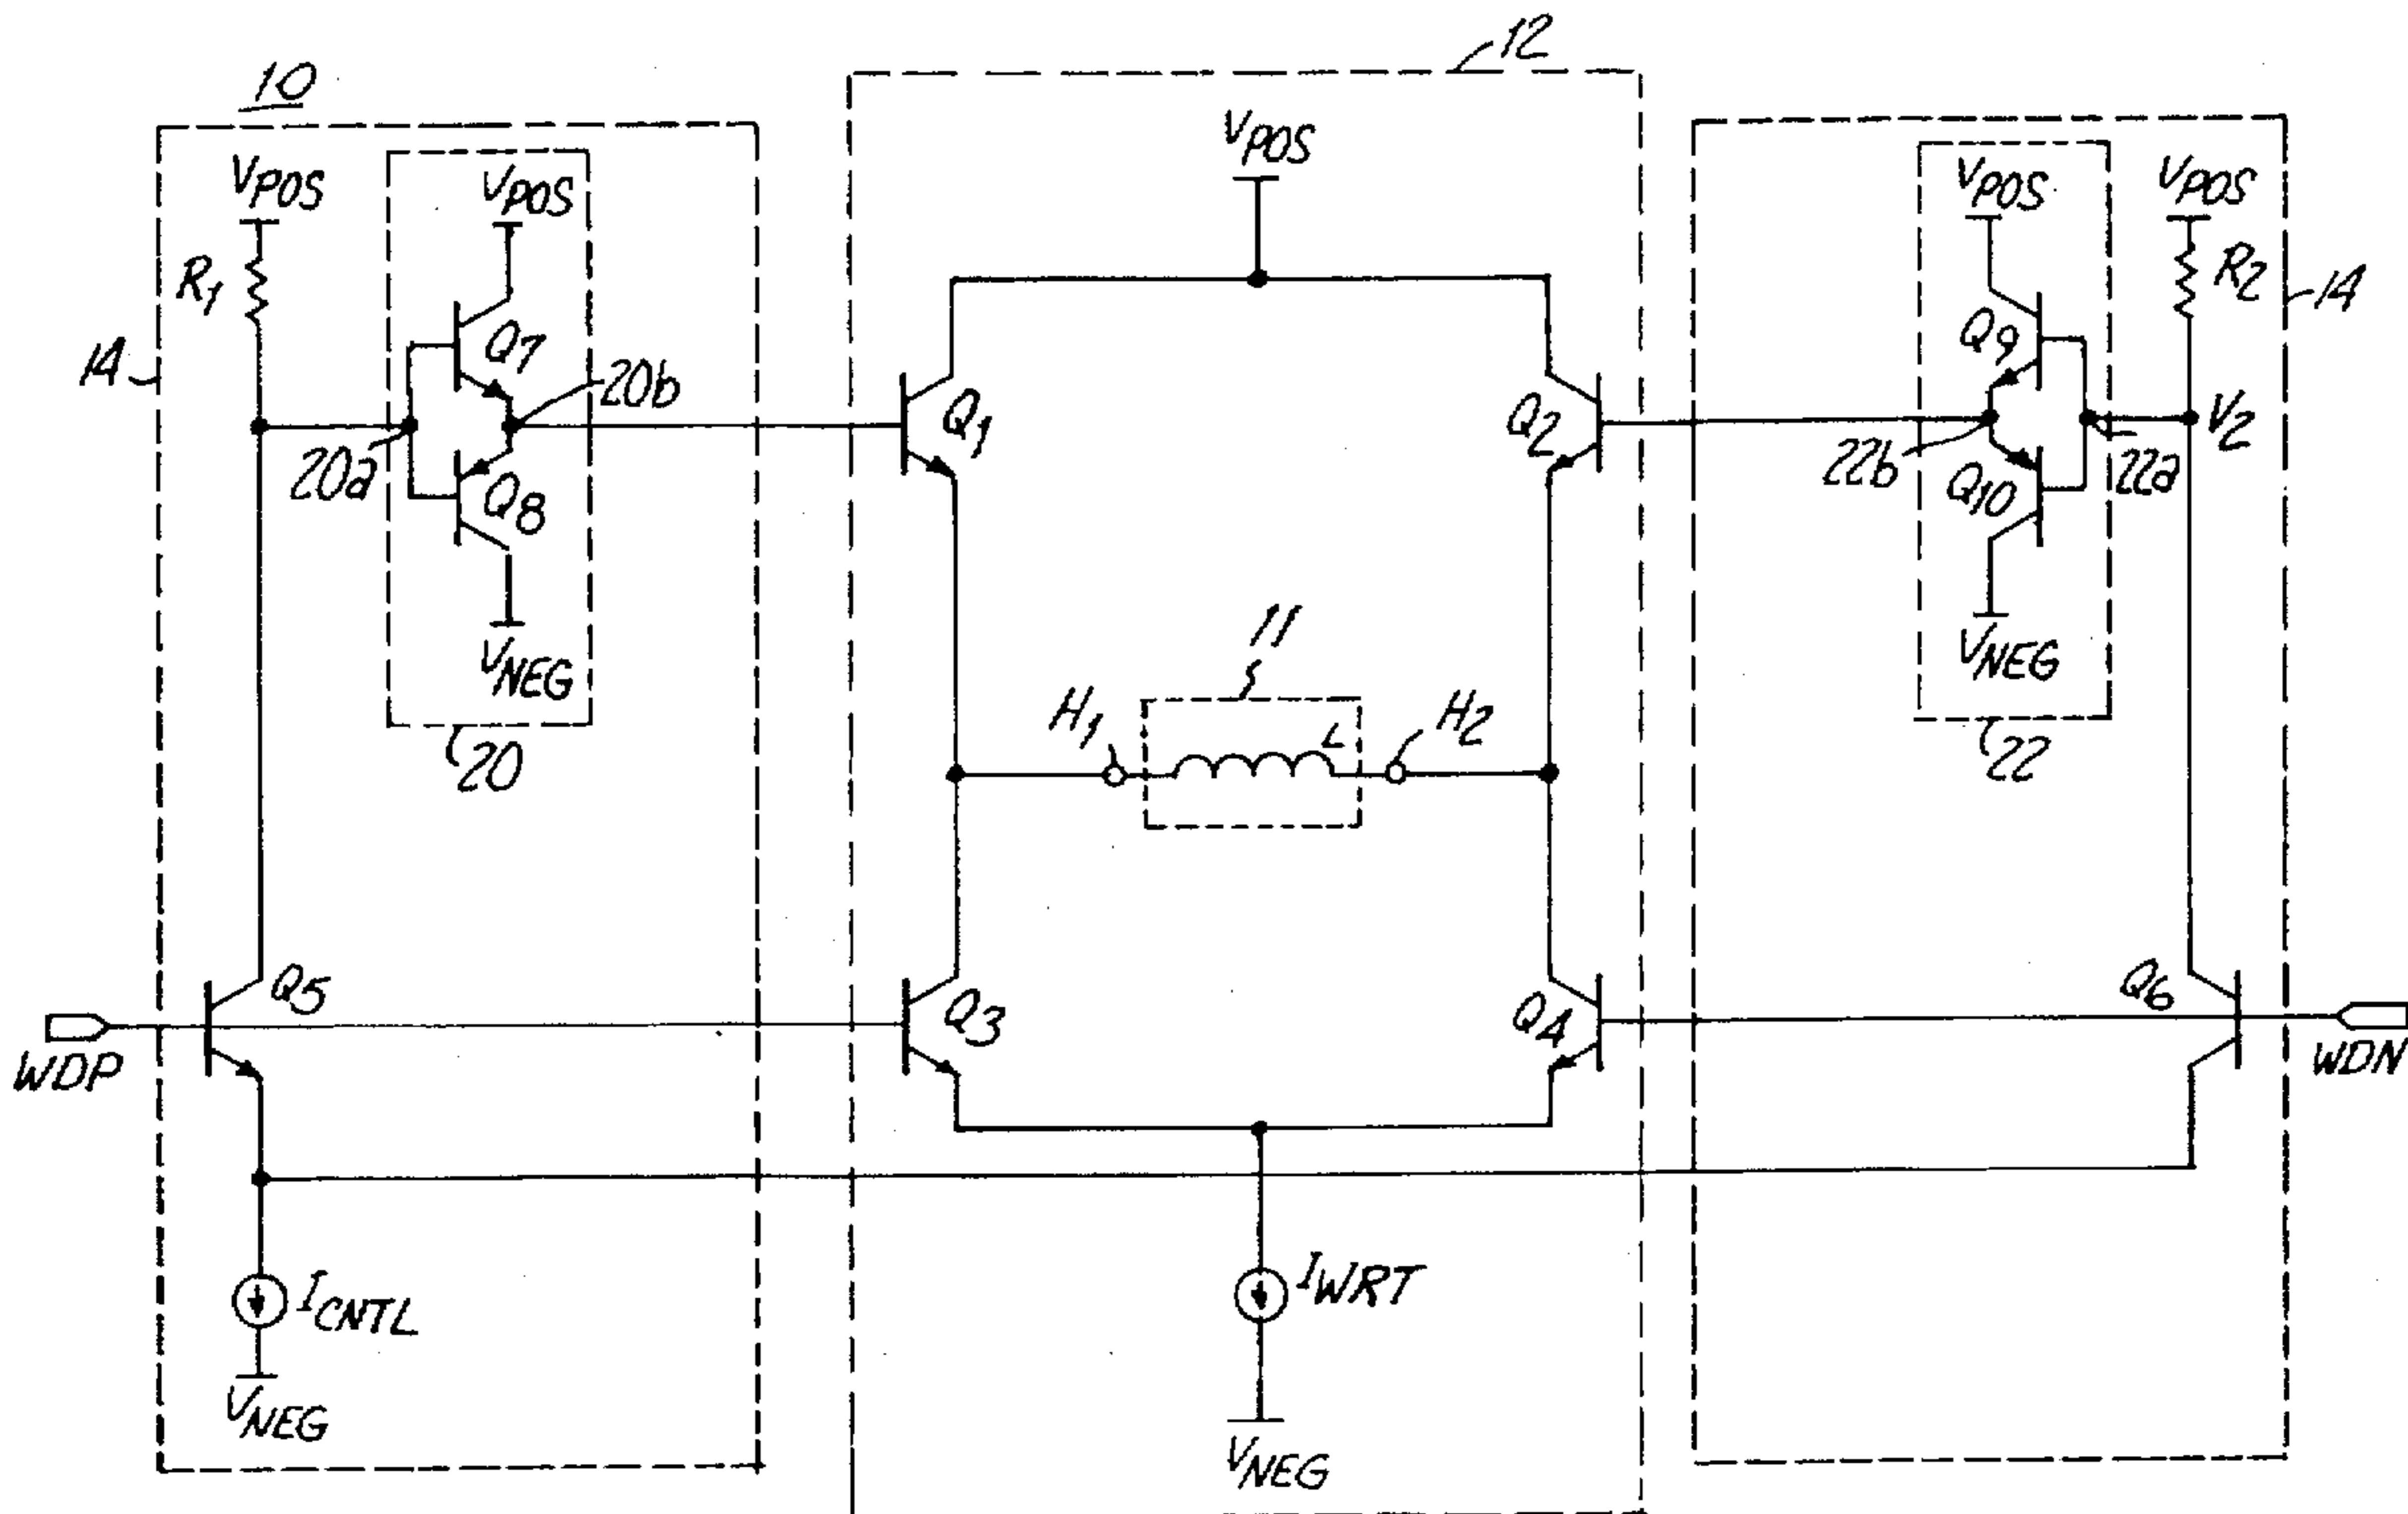 10
12
14
VPOS
R1
VPOS
Q7
20a
20b
Q8
VNEG
20
VPOS
Q1
Q2
11
H1
L
H2
VPOS
VPOS
R2
14
Q9
V2
22b
22a
Q10
VNEG
22
WDP
Q5
Q3
Q4
Q6
WDN
ICNTL
VNEG
IWRT
VNEG